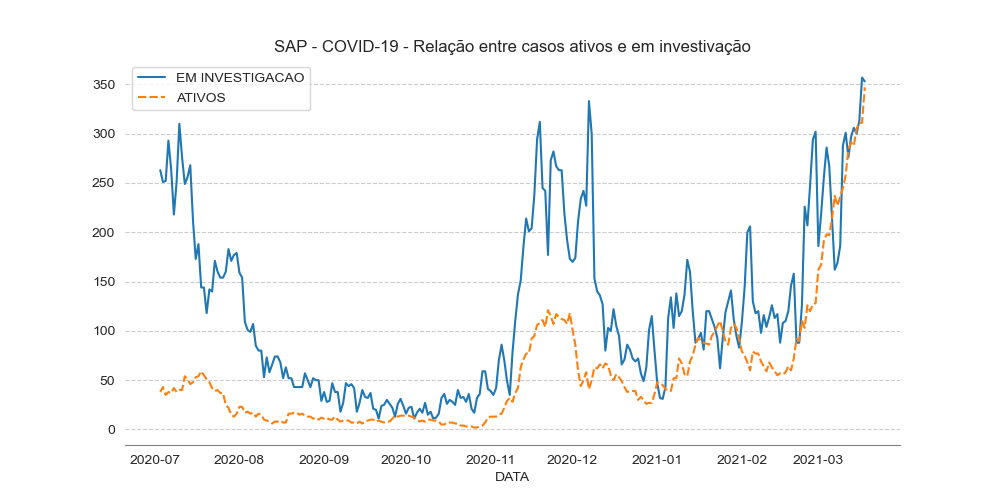 SAP - COVID-19 - Relação entre casos ativos e em investivação
EM INVESTIGACAO
ATIVOS
350
300
250
200
150
100
50
0
2020-07 2020-08 2020-09 2020-10 2020-11 2020-12 2021-01 2021-02 2021-03
DATA